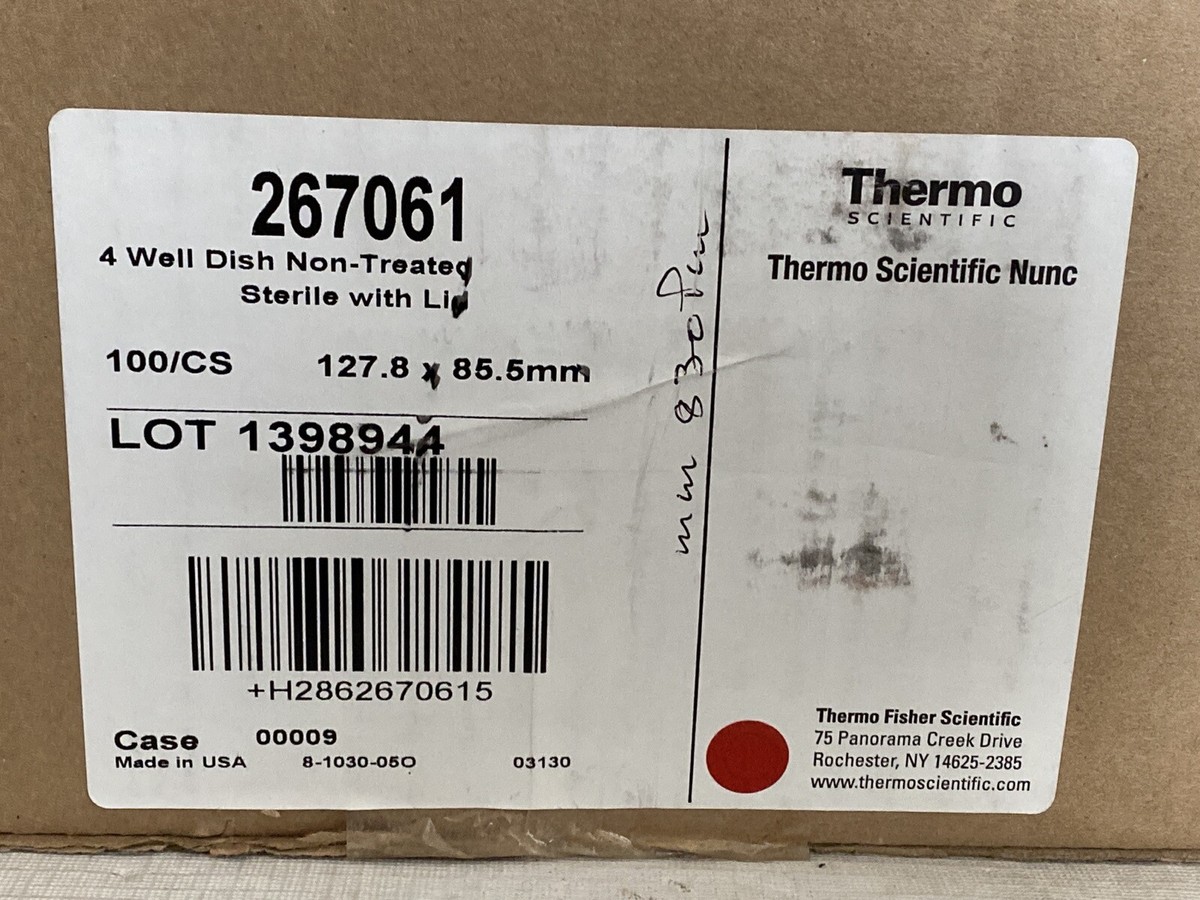 267061
4 Well Dish Non-Treated
Sterile with Lid
100/CS 127.8 x 85.5mm
LOT 1398944
+H2862670615
Case 00009
Made in USA 8-1030-05O 03130
Thermo
SCIENTIFIC
Thermo Scientific Nunc
Thermo Fisher Scientific
75 Panorama Creek Drive
Rochester, NY 14625-2385
www.thermoscientific.com